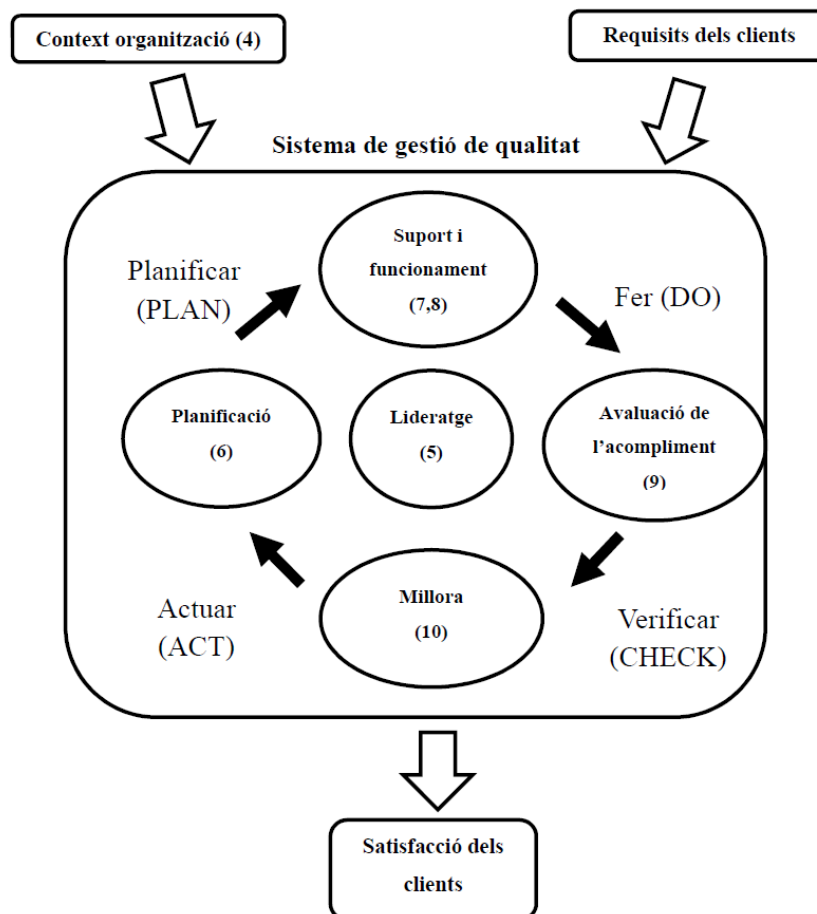 Context organització (4)
Requisits dels clients
Sistema de gestió de qualitat
Suport i
funcionament
(7,8)
Planificar
(PLAN)
Fer (DO)
Planificació
(6)
Lideratge
(5)
Avaluació de
l’acompliment
(9)
Millora
(10)
Actuar
(ACT)
Verificar
(CHECK)
Satisfacció dels
clients